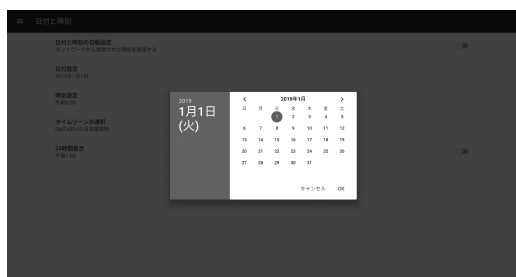 日付と時刻
日付と時刻の自動設定
ネットワークから提供された時刻を使用する
日付設定
2019年1月1日
時刻設定
午前1:09
タイムゾーンの選択
GMT+09:00 日本標準時
24時間表示
午後1:00
2019
1月1日
(火)
2019年1月
日 月 火 水 木 金 土
1 2 3 4 5
6 7 8 9 10 11 12
13 14 15 16 17 18 19
20 21 22 23 24 25 26
27 28 29 30 31
キャンセル OK